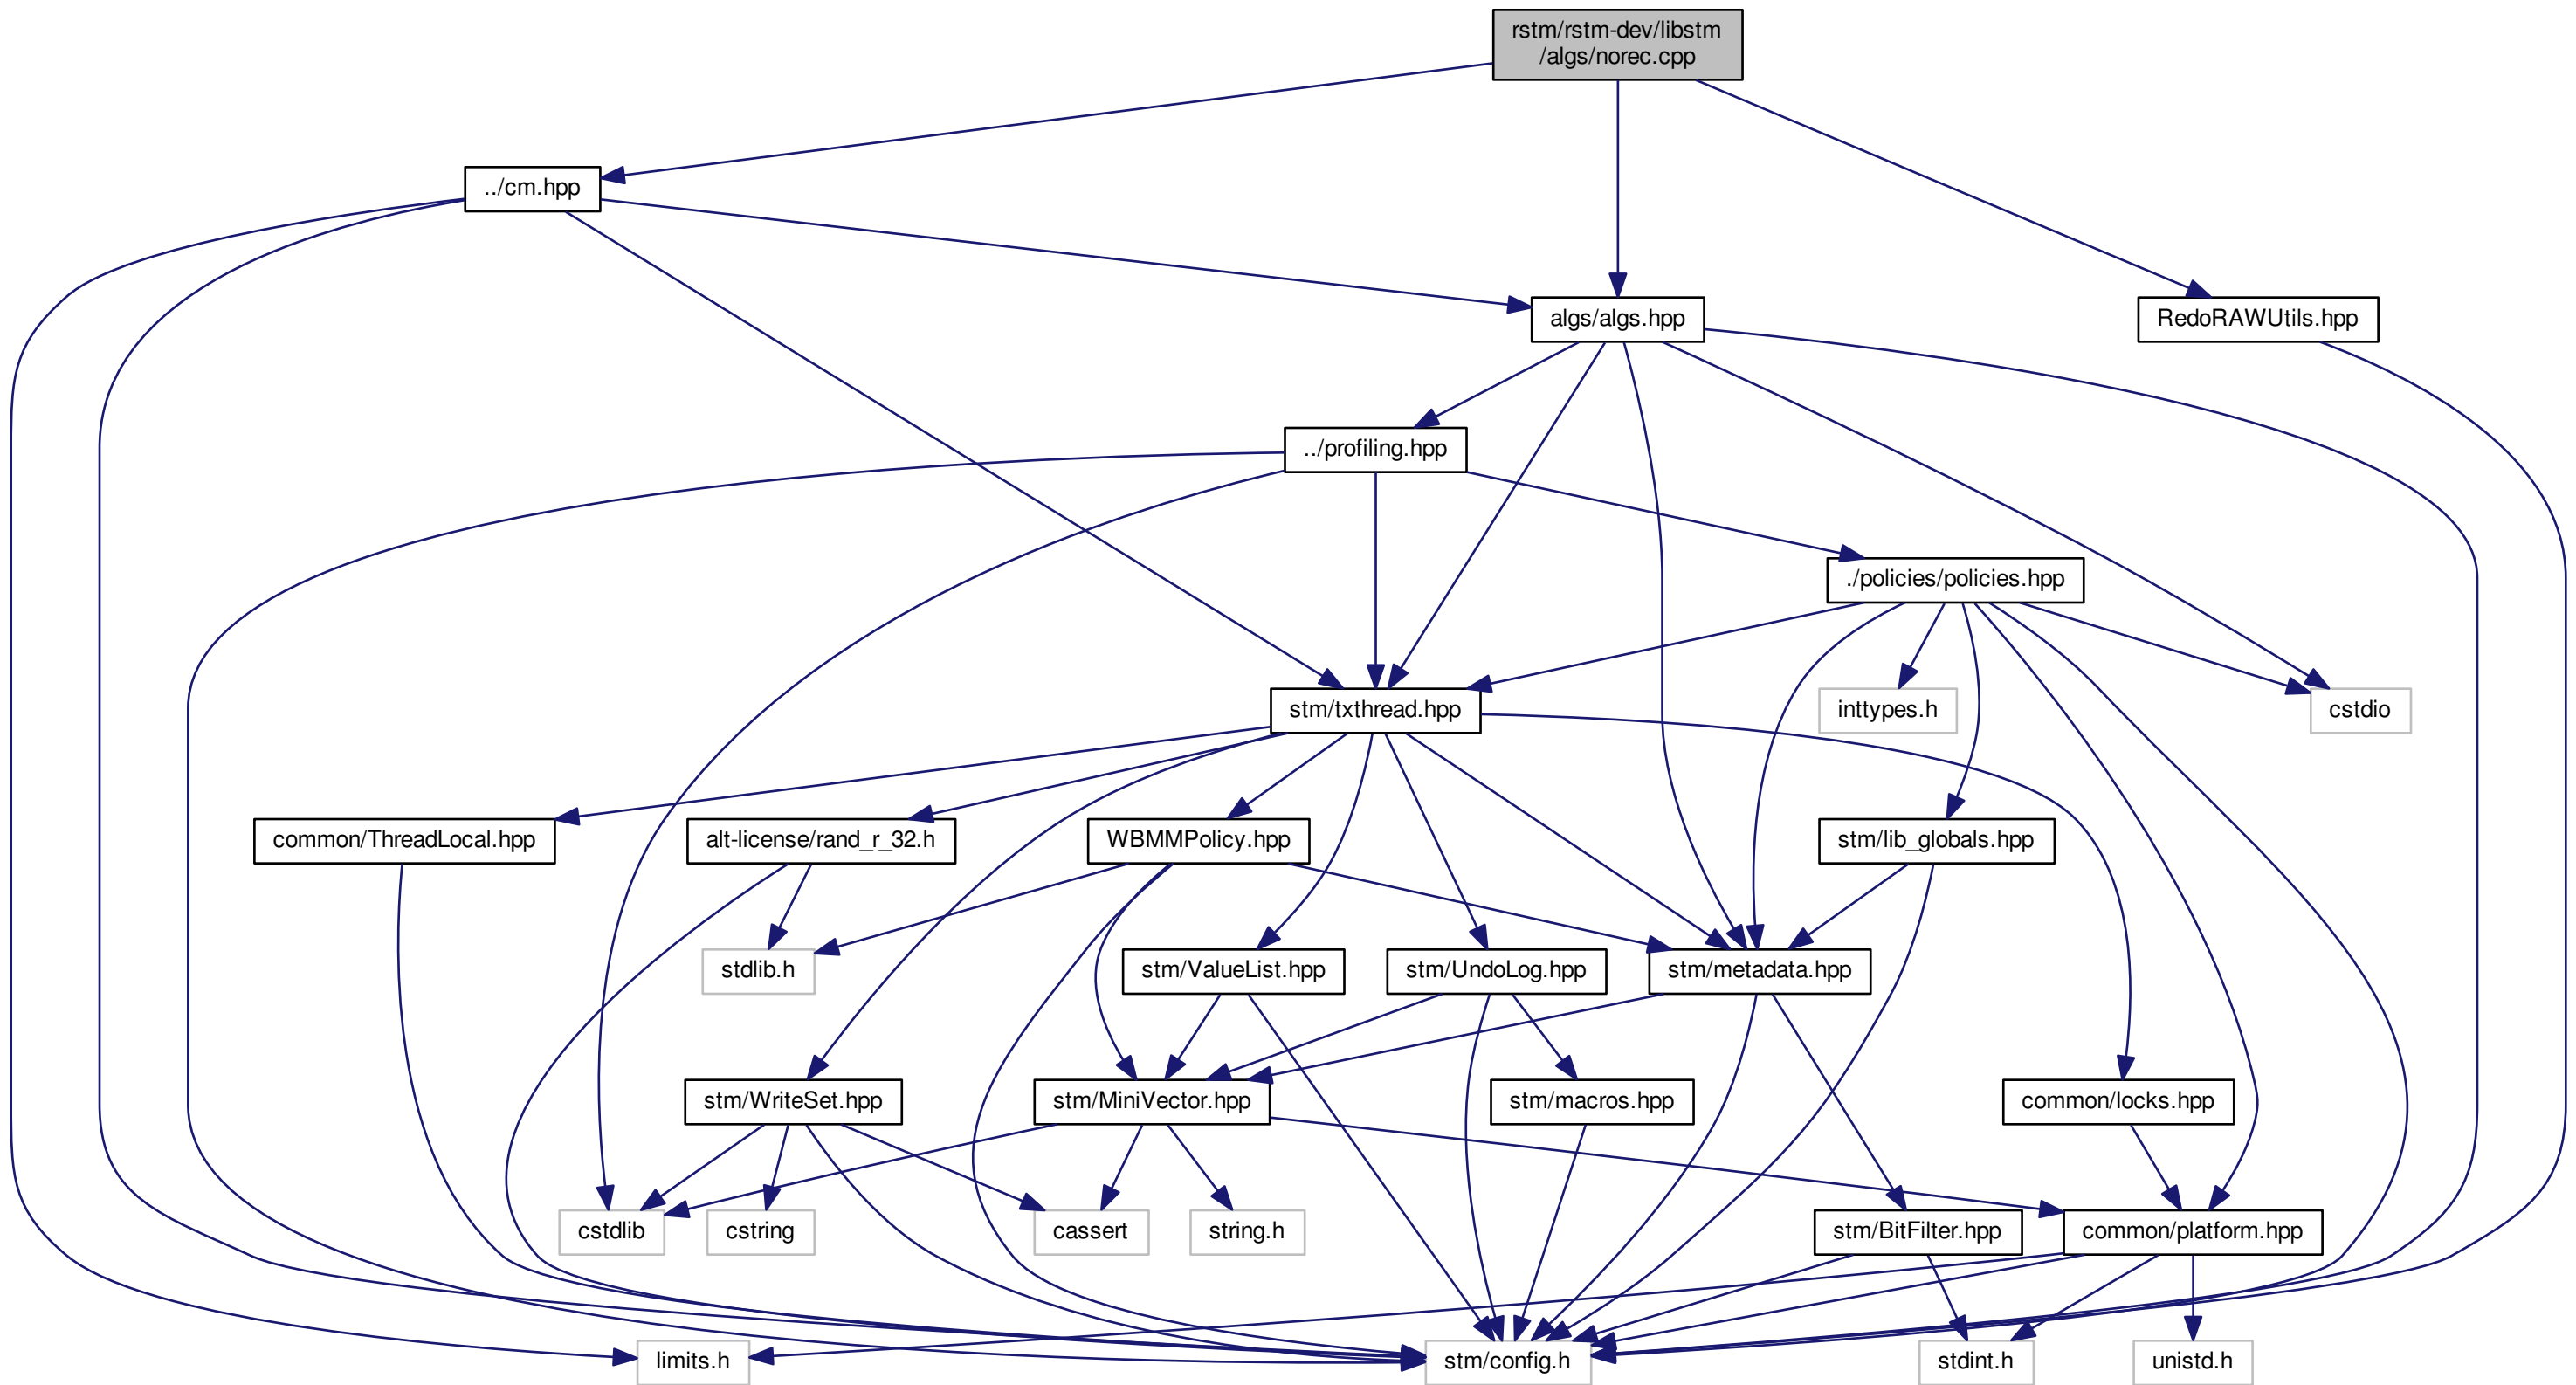 rstm/rstm-dev/libstm
/algs/norec.cpp
../cm.hpp
algs/algs.hpp
RedoRAWUtils.hpp
../profiling.hpp
./policies/policies.hpp
stm/txthread.hpp
inttypes.h
cstdio
common/ThreadLocal.hpp
alt-license/rand_r_32.h
WBMMPolicy.hpp
stm/lib_globals.hpp
stdlib.h
stm/ValueList.hpp
stm/UndoLog.hpp
stm/metadata.hpp
stm/WriteSet.hpp
stm/MiniVector.hpp
stm/macros.hpp
common/locks.hpp
cstdlib
cstring
cassert
string.h
stm/BitFilter.hpp
common/platform.hpp
limits.h
stm/config.h
stdint.h
unistd.h